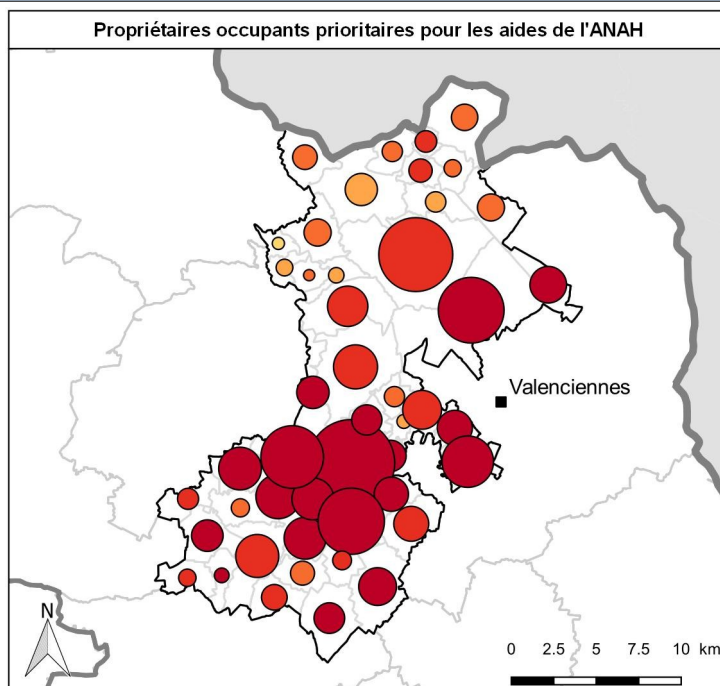 Propriétaires occupants prioritaires pour les aides de l'ANAH
Valenciennes
N
0 2.5 5 7.5 10 km